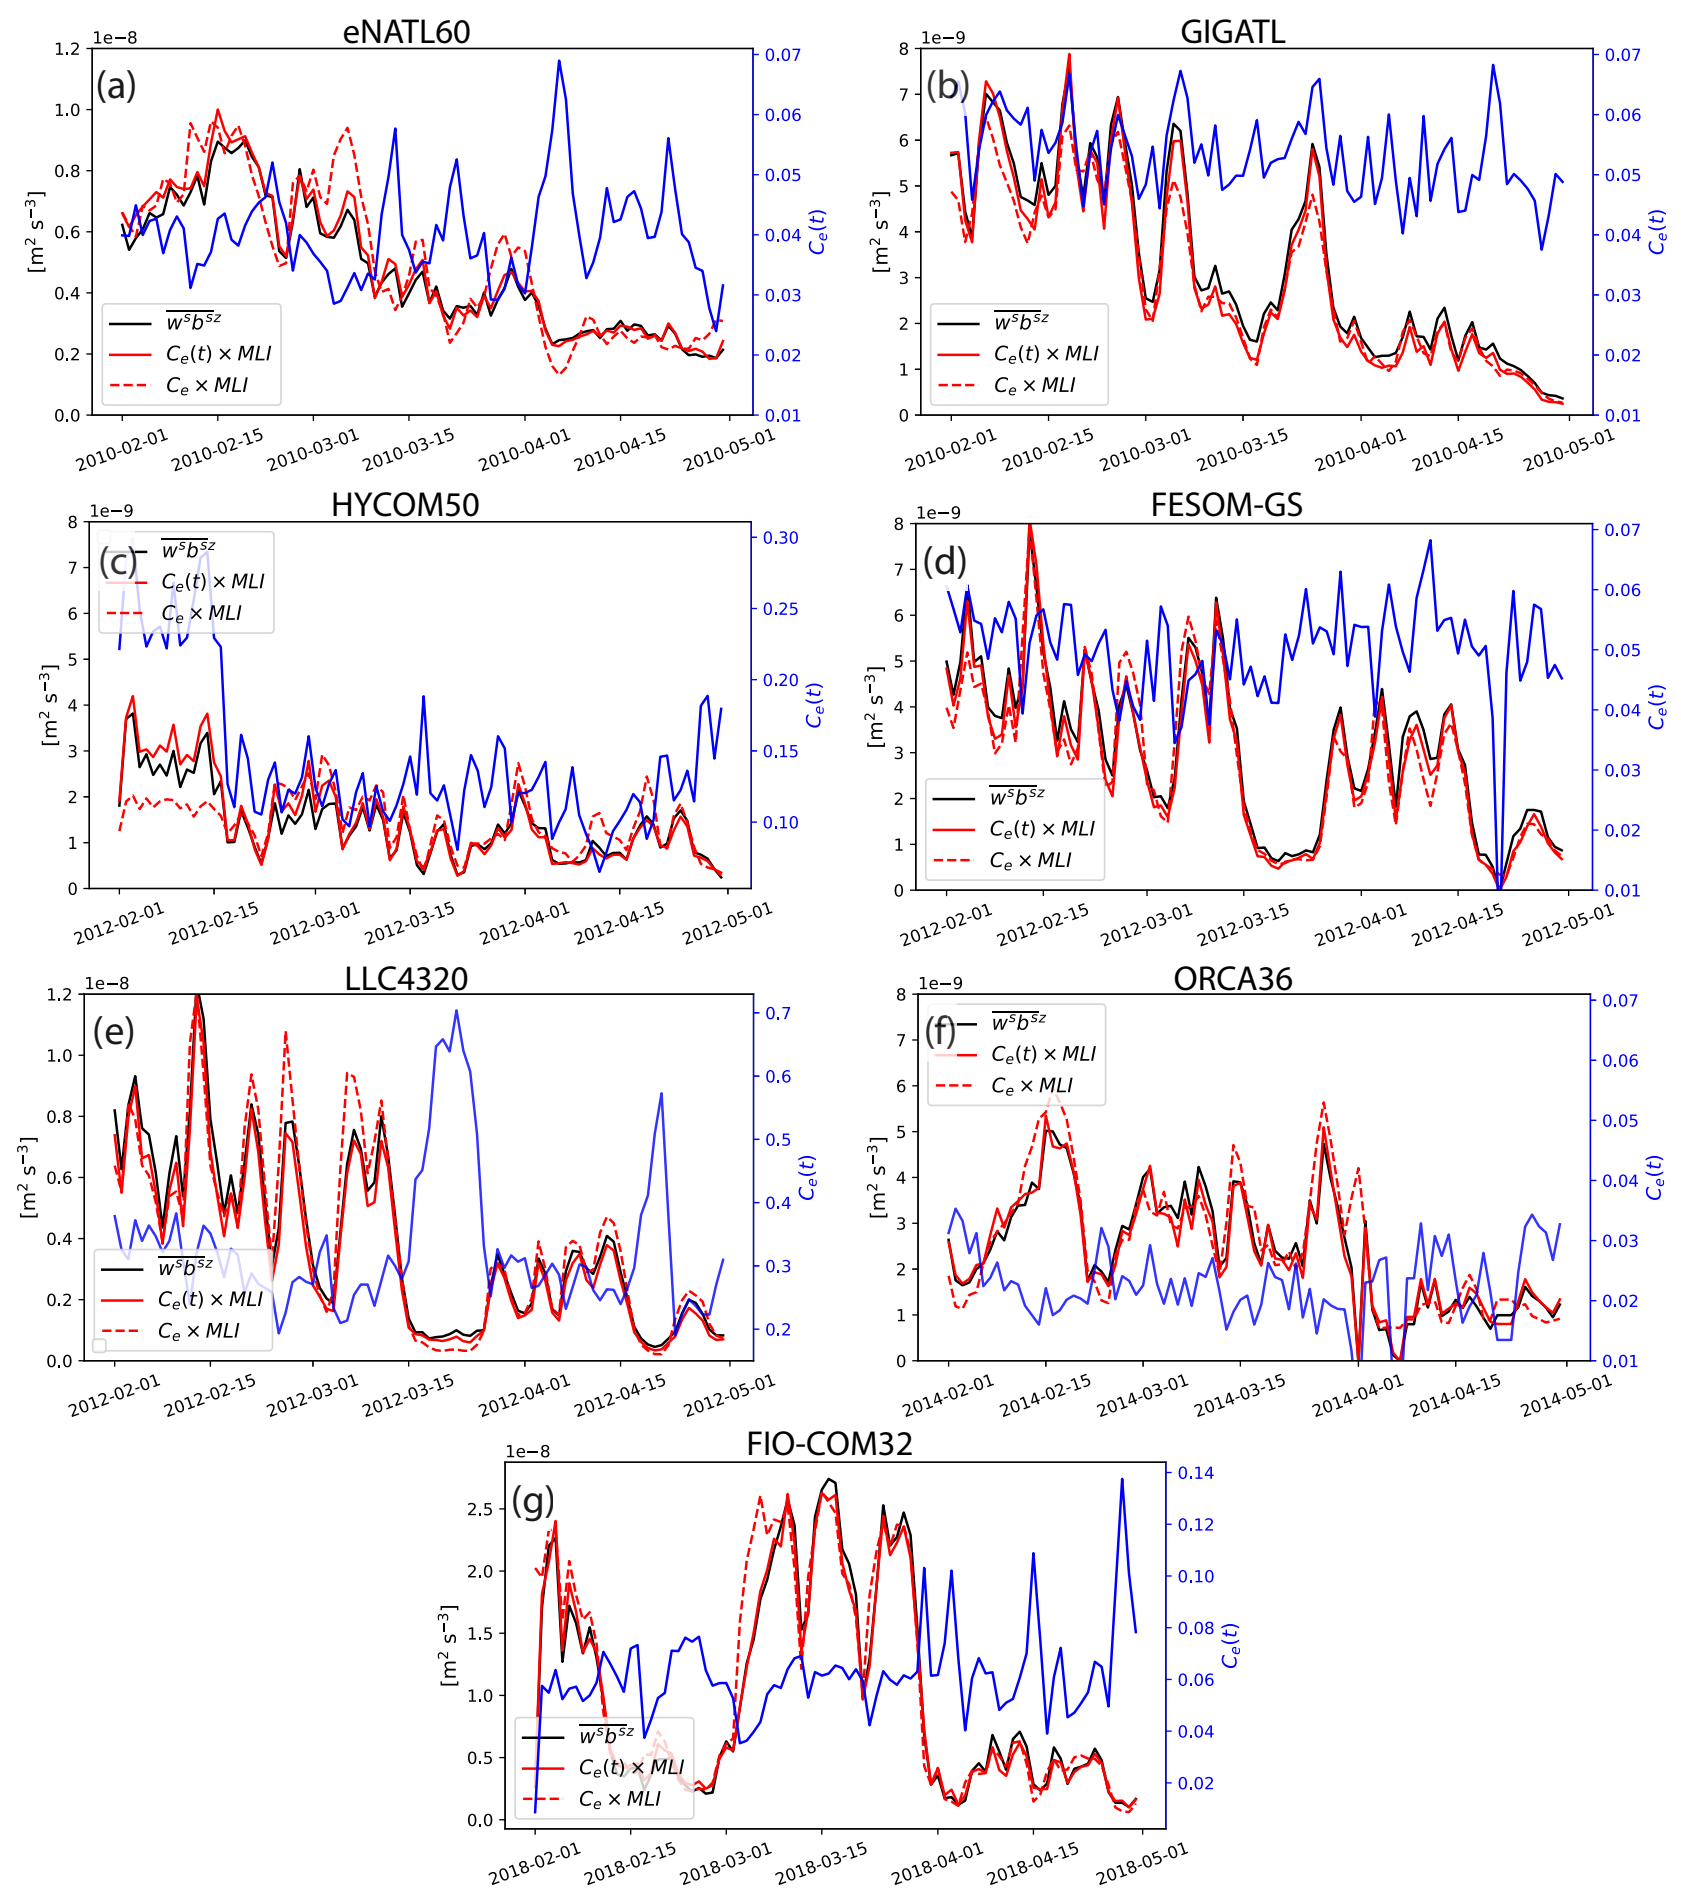 eNATL60
1e−8
(a)
1.2
1.0
0.8
0.6
0.4
0.2
0.0
[m² s⁻³]
0.07
0.06
0.05
0.04
0.03
0.02
0.01
Cₑ(t)
wˢbˢᶻ
Cₑ(t) × MLI
Cₑ × MLI
2010-02-01
2010-02-15
2010-03-01
2010-03-15
2010-04-01
2010-04-15
2010-05-01
GIGATL
1e−9
(b)
8
7
6
5
4
3
2
1
0
[m² s⁻³]
0.07
0.06
0.05
0.04
0.03
0.02
0.01
Cₑ(t)
wˢbˢᶻ
Cₑ(t) × MLI
Cₑ × MLI
2010-02-01
2010-02-15
2010-03-01
2010-03-15
2010-04-01
2010-04-15
2010-05-01
HYCOM50
1e−9
(c)
8
7
6
5
4
3
2
1
0
[m² s⁻³]
0.30
0.25
0.20
0.15
0.10
Cₑ(t)
wˢbˢᶻ
Cₑ(t) × MLI
Cₑ × MLI
2012-02-01
2012-02-15
2012-03-01
2012-03-15
2012-04-01
2012-04-15
2012-05-01
FESOM-GS
1e−9
(d)
8
7
6
5
4
3
2
1
0
[m² s⁻³]
0.07
0.06
0.05
0.04
0.03
0.02
0.01
Cₑ(t)
wˢbˢᶻ
Cₑ(t) × MLI
Cₑ × MLI
2012-02-01
2012-02-15
2012-03-01
2012-03-15
2012-04-01
2012-04-15
2012-05-01
LLC4320
1e−8
(e)
1.2
1.0
0.8
0.6
0.4
0.2
0.0
[m² s⁻³]
0.7
0.6
0.5
0.4
0.3
0.2
Cₑ(t)
wˢbˢᶻ
Cₑ(t) × MLI
Cₑ × MLI
2012-02-01
2012-02-15
2012-03-01
2012-03-15
2012-04-01
2012-04-15
2012-05-01
ORCA36
1e−9
(f)
8
7
6
5
4
3
2
1
0
[m² s⁻³]
0.07
0.06
0.05
0.04
0.03
0.02
0.01
Cₑ(t)
wˢbˢᶻ
Cₑ(t) × MLI
Cₑ × MLI
2014-02-01
2014-02-15
2014-03-01
2014-03-15
2014-04-01
2014-04-15
2014-05-01
FIO-COM32
1e−8
(g)
2.5
2.0
1.5
1.0
0.5
0.0
[m² s⁻³]
0.14
0.12
0.10
0.08
0.06
0.04
0.02
Cₑ(t)
wˢbˢᶻ
Cₑ(t) × MLI
Cₑ × MLI
2018-02-01
2018-02-15
2018-03-01
2018-03-15
2018-04-01
2018-04-15
2018-05-01